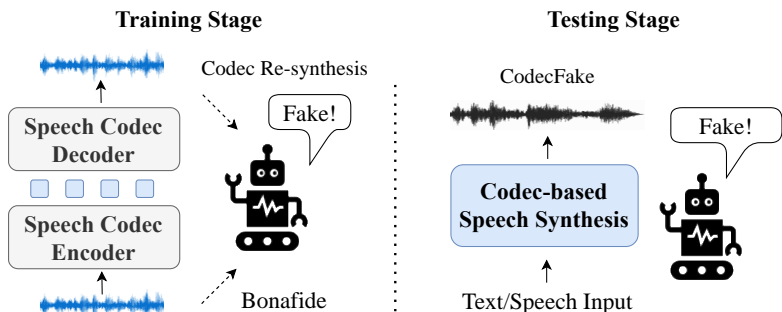 Training Stage
Codec Re-synthesis
Fake!
Speech Codec
Decoder
Speech Codec
Encoder
Bonafide
Testing Stage
CodecFake
Fake!
Codec-based
Speech Synthesis
Text/Speech Input